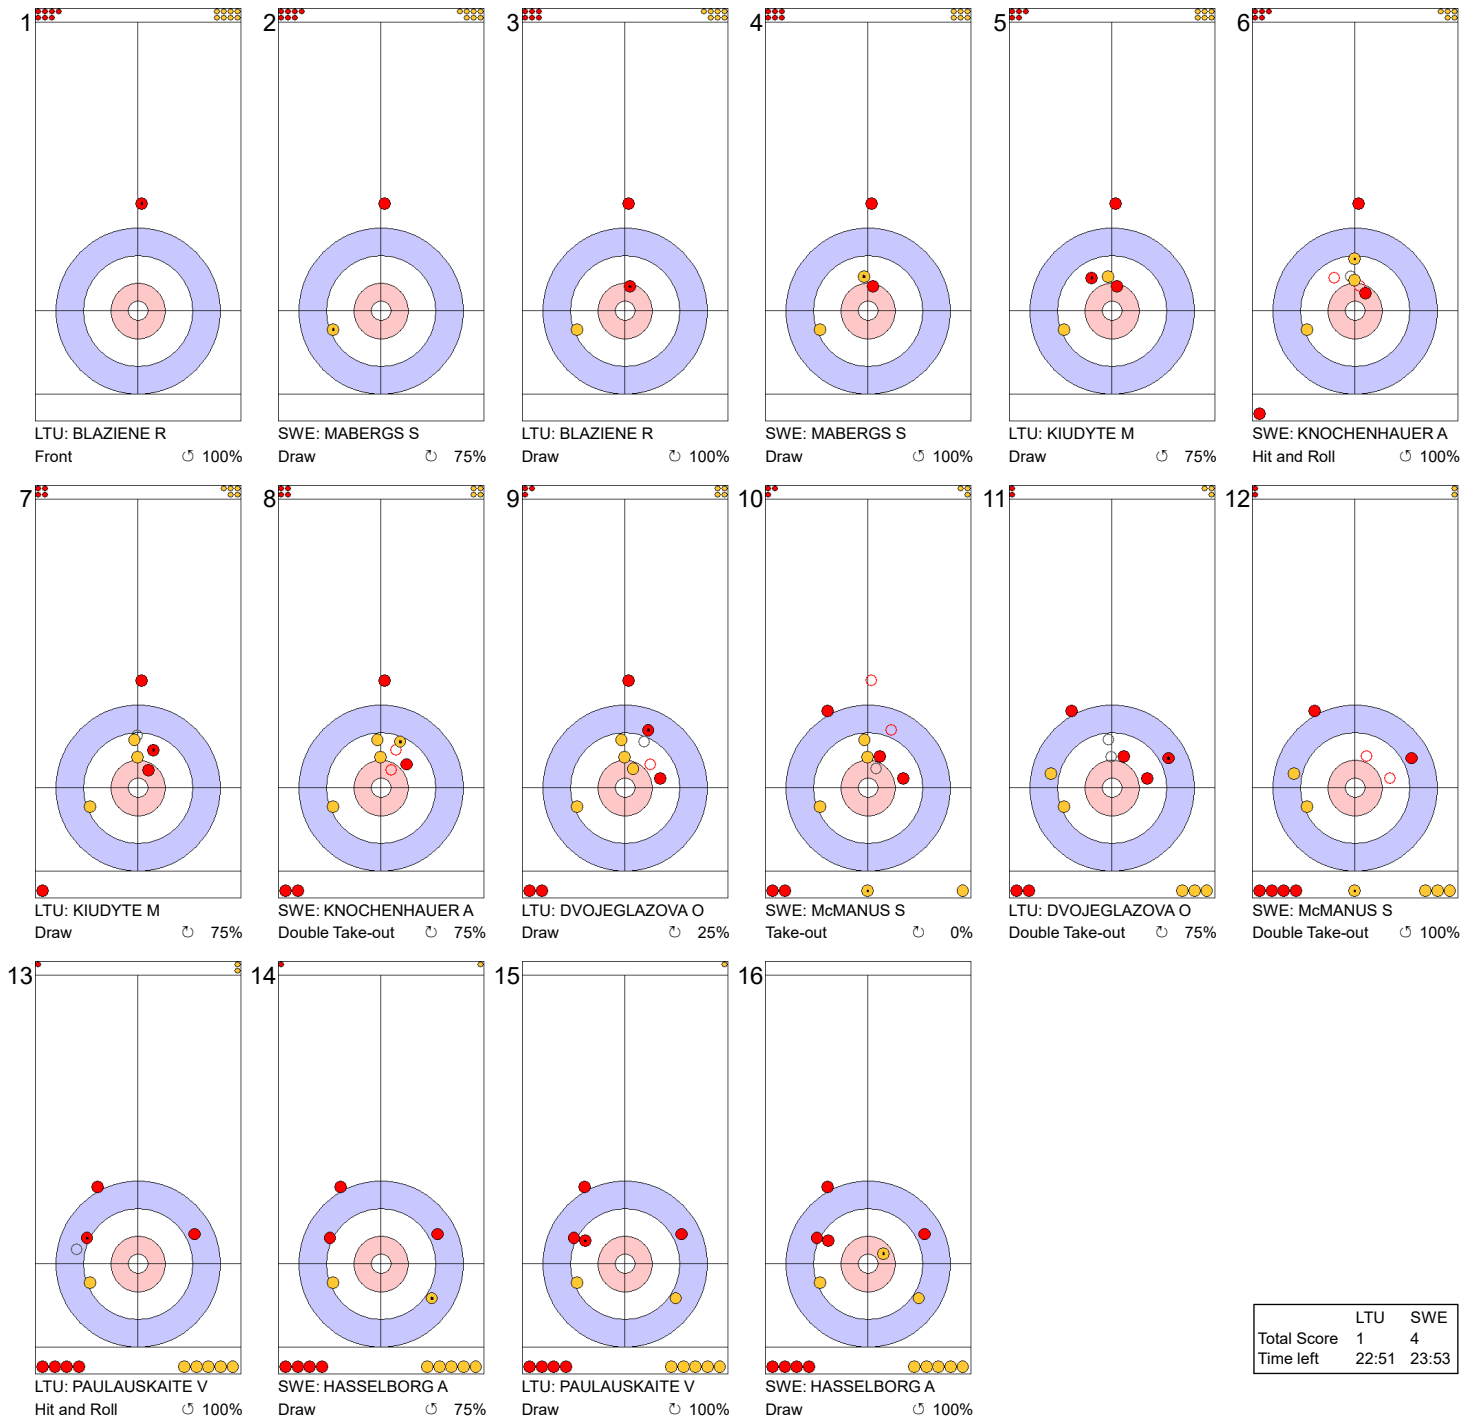 1
LTU: BLAZIENE R
Front 100%
2
SWE: MABERGS S
Draw 75%
3
LTU: BLAZIENE R
Draw 100%
4
SWE: MABERGS S
Draw 100%
5
LTU: KIUDYTE M
Draw 75%
6
SWE: KNOCHENHAUER A
Hit and Roll 100%
7
LTU: KIUDYTE M
Draw 75%
8
SWE: KNOCHENHAUER A
Double Take-out 75%
9
LTU: DVOJEGLAZOVA O
Draw 25%
10
SWE: McMANUS S
Take-out 0%
11
LTU: DVOJEGLAZOVA O
Double Take-out 75%
12
SWE: McMANUS S
Double Take-out 100%
13
LTU: PAULAUSKAITE V
Hit and Roll 100%
14
SWE: HASSELBORG A
Draw 75%
15
LTU: PAULAUSKAITE V
Draw 100%
16
SWE: HASSELBORG A
Draw 100%
LTU SWE
Total Score 1 4
Time left 22:51 23:53